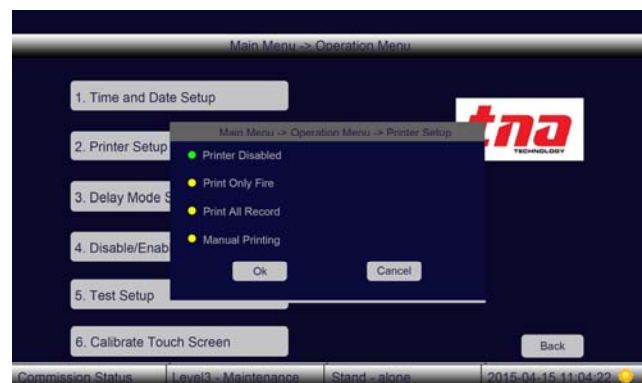 Main Menu -> Operation Menu
1. Time and Date Setup
2. Printer Setup
Main Menu -> Operation Menu -> Printer Setup
Printer Disabled
Print Only Fire
3. Delay Mode S
Print All Record
Manual Printing
4. Disable/Enab
Ok Cancel
5. Test Setup
6. Calibrate Touch Screen
Back
tna
TECHNOLOGY
Commission Status Level3 - Maintenance Stand - alone 2015-04-15 11:04:22